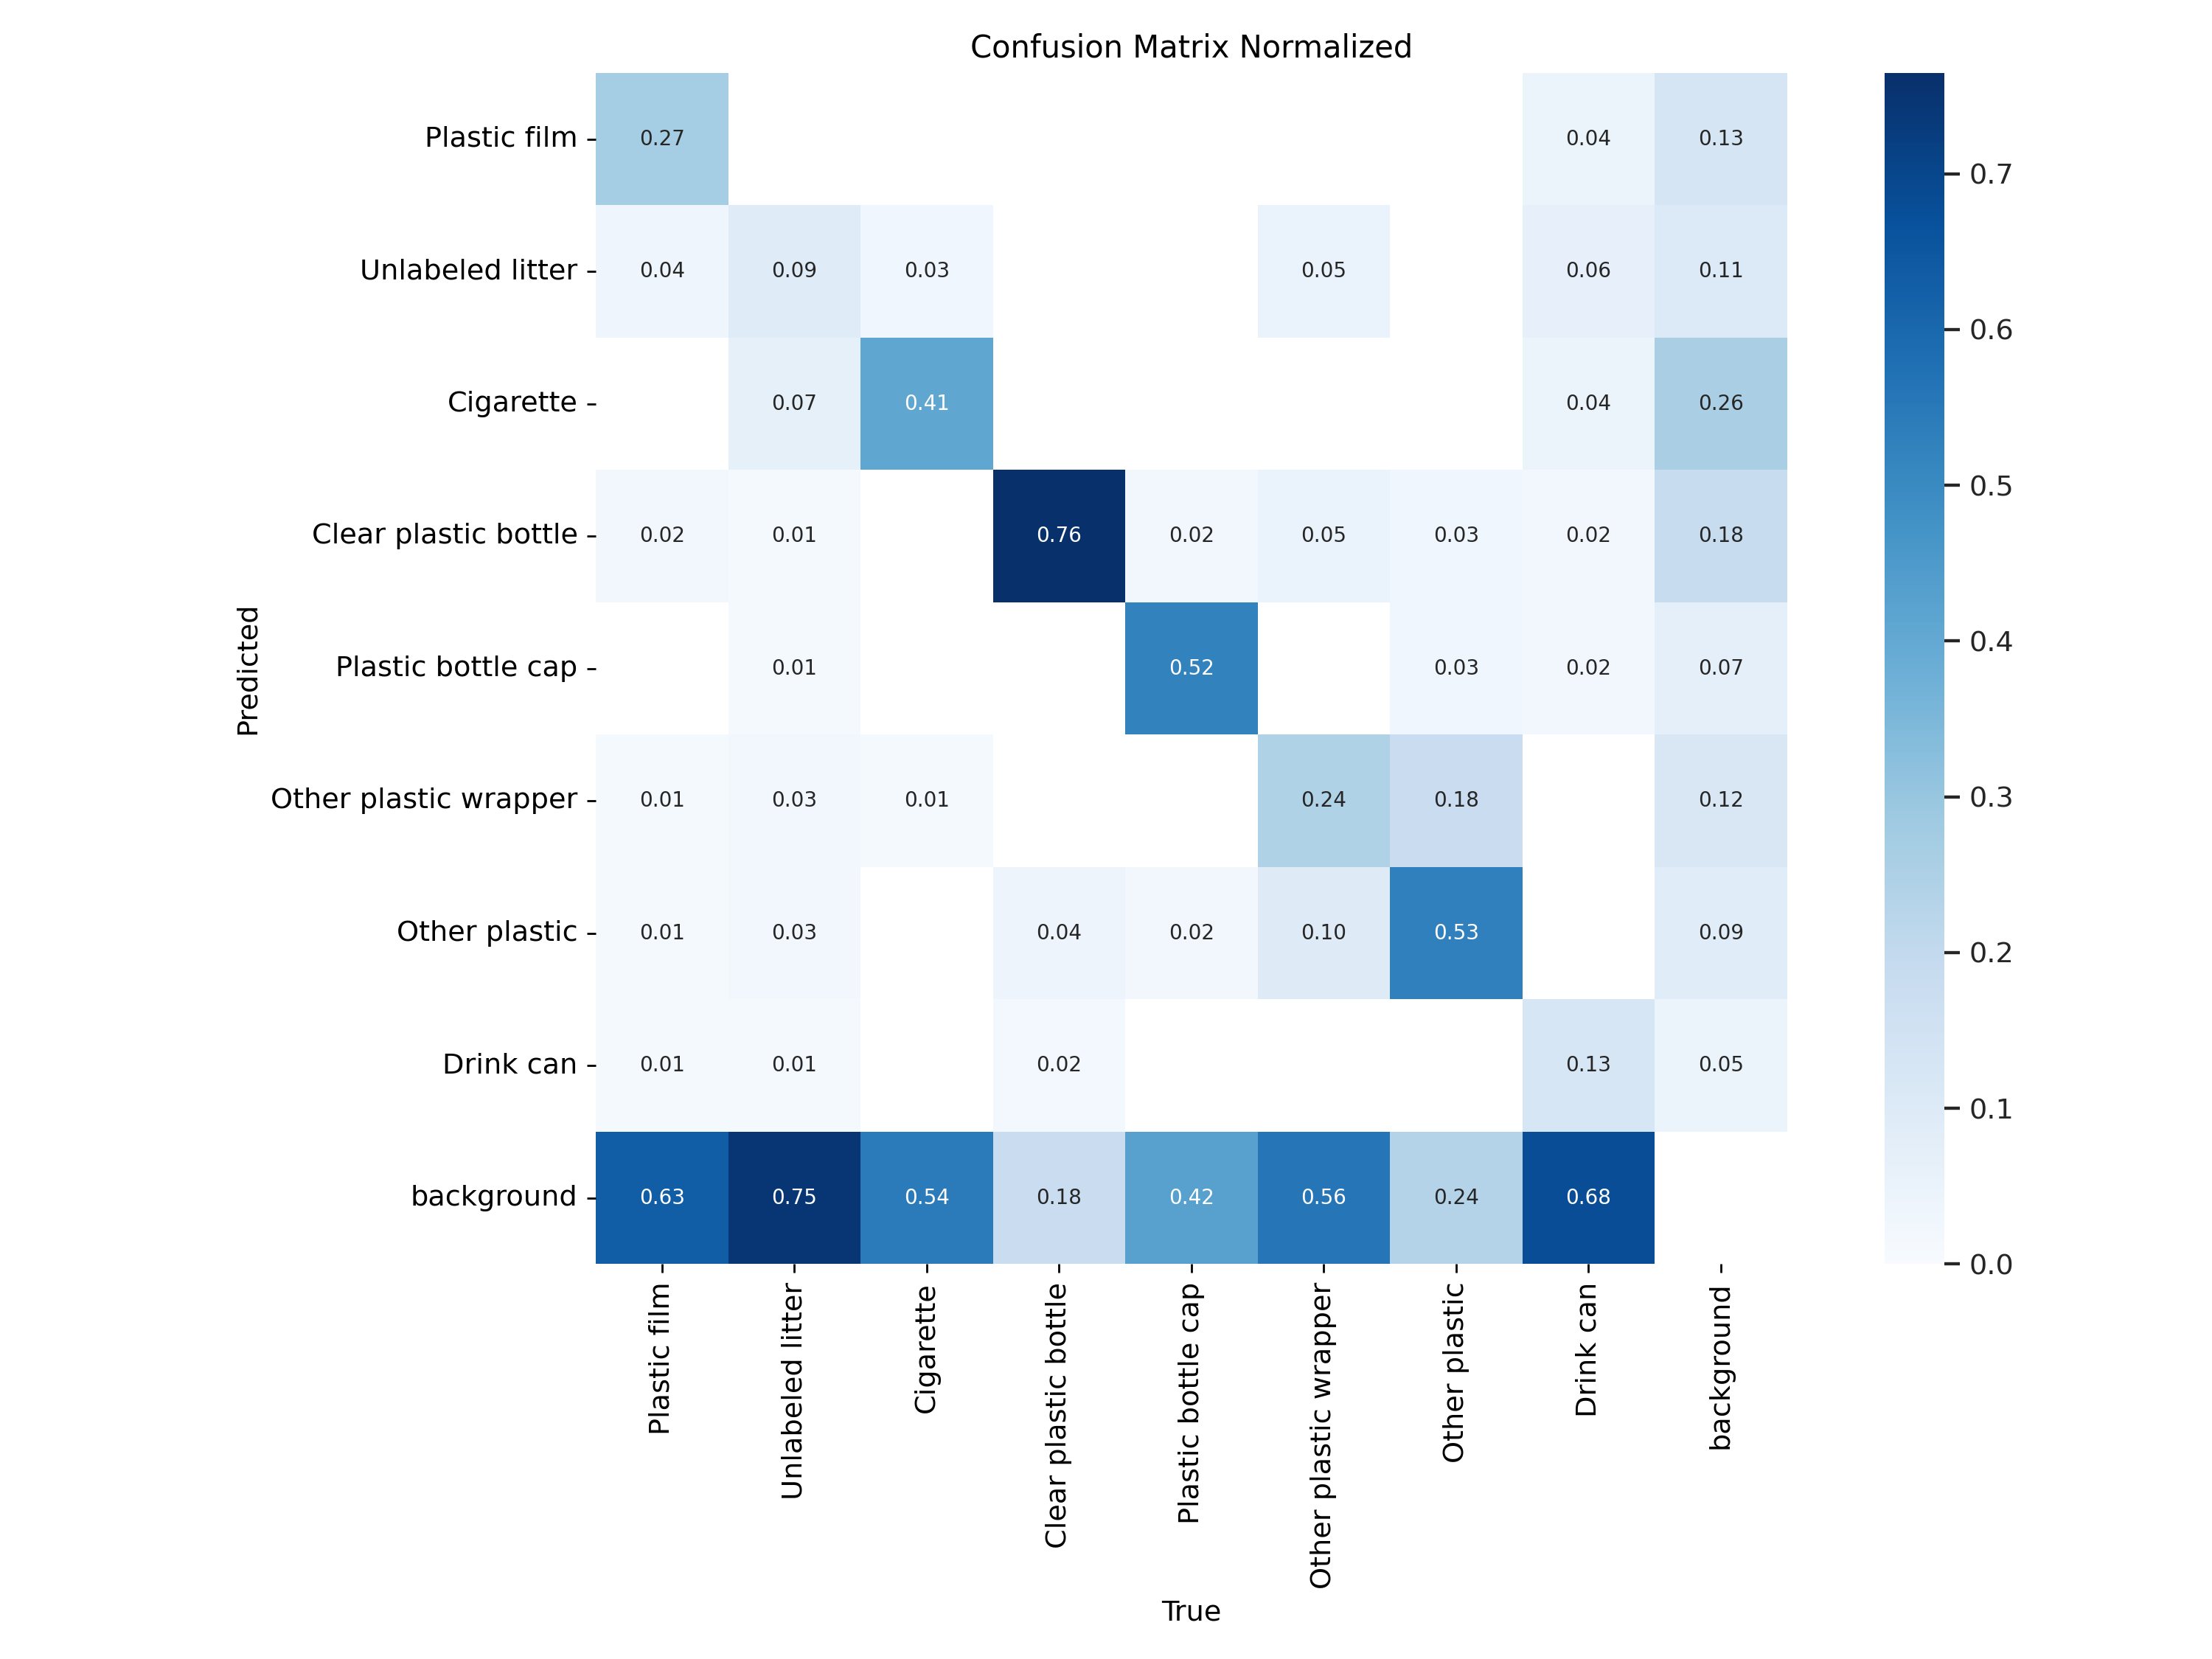 Confusion Matrix Normalized
Plastic film 0.27 0.04 0.13
Unlabeled litter 0.04 0.09 0.03 0.05 0.06 0.11
Cigarette 0.07 0.41 0.04 0.26
Clear plastic bottle 0.02 0.01 0.76 0.02 0.05 0.03 0.02 0.18
Plastic bottle cap 0.01 0.52 0.03 0.02 0.07
Other plastic wrapper 0.01 0.03 0.01 0.24 0.18 0.12
Other plastic 0.01 0.03 0.04 0.02 0.10 0.53 0.09
Drink can 0.01 0.01 0.02 0.13 0.05
background 0.63 0.75 0.54 0.18 0.42 0.56 0.24 0.68
Predicted
Plastic film
Unlabeled litter
Cigarette
Clear plastic bottle
Plastic bottle cap
Other plastic wrapper
Other plastic
Drink can
background
True
0.7
0.6
0.5
0.4
0.3
0.2
0.1
0.0